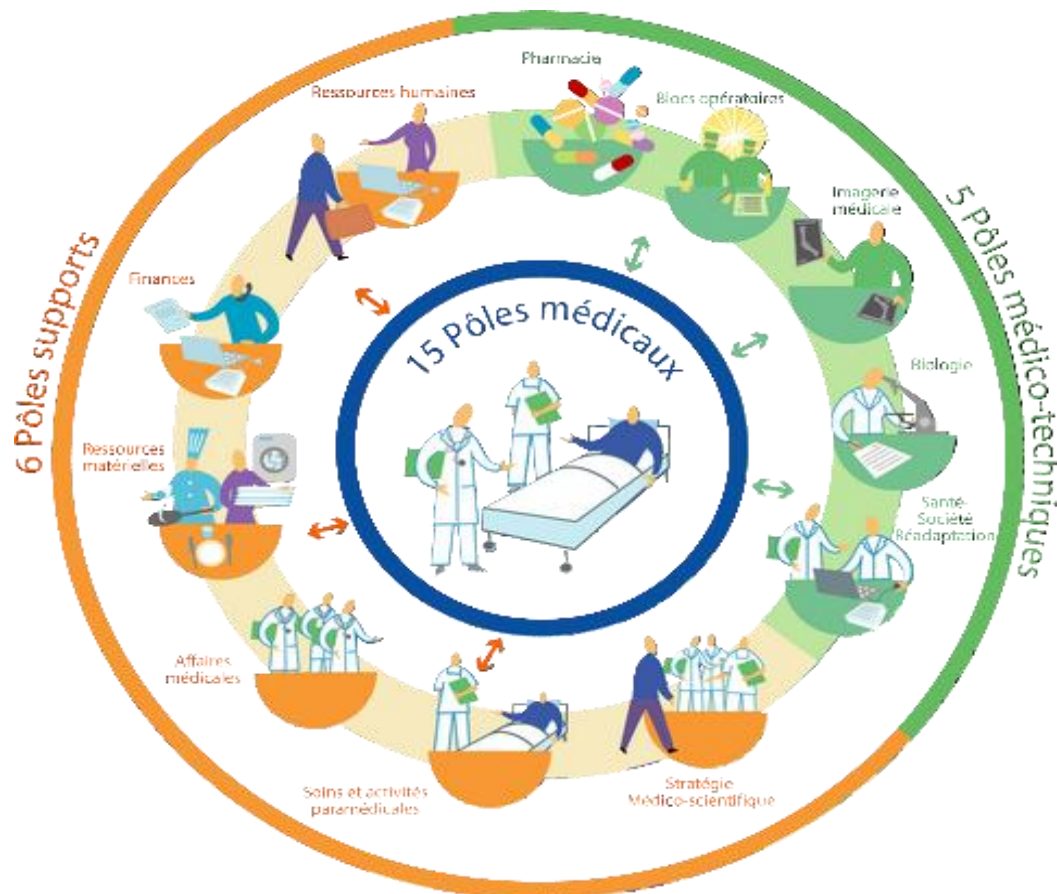 6 Pôles supports
5 Pôles médico-techniques
15 Pôles médicaux
Pharmacie
Blocs opératoires
Imagerie
médicale
Biologie
Santé-
Société
Réadaptation
Stratégie
Médico-scientifique
Soins et activités
paramédicales
Affaires
médicales
Ressources
matérielles
Finances
Ressources humaines